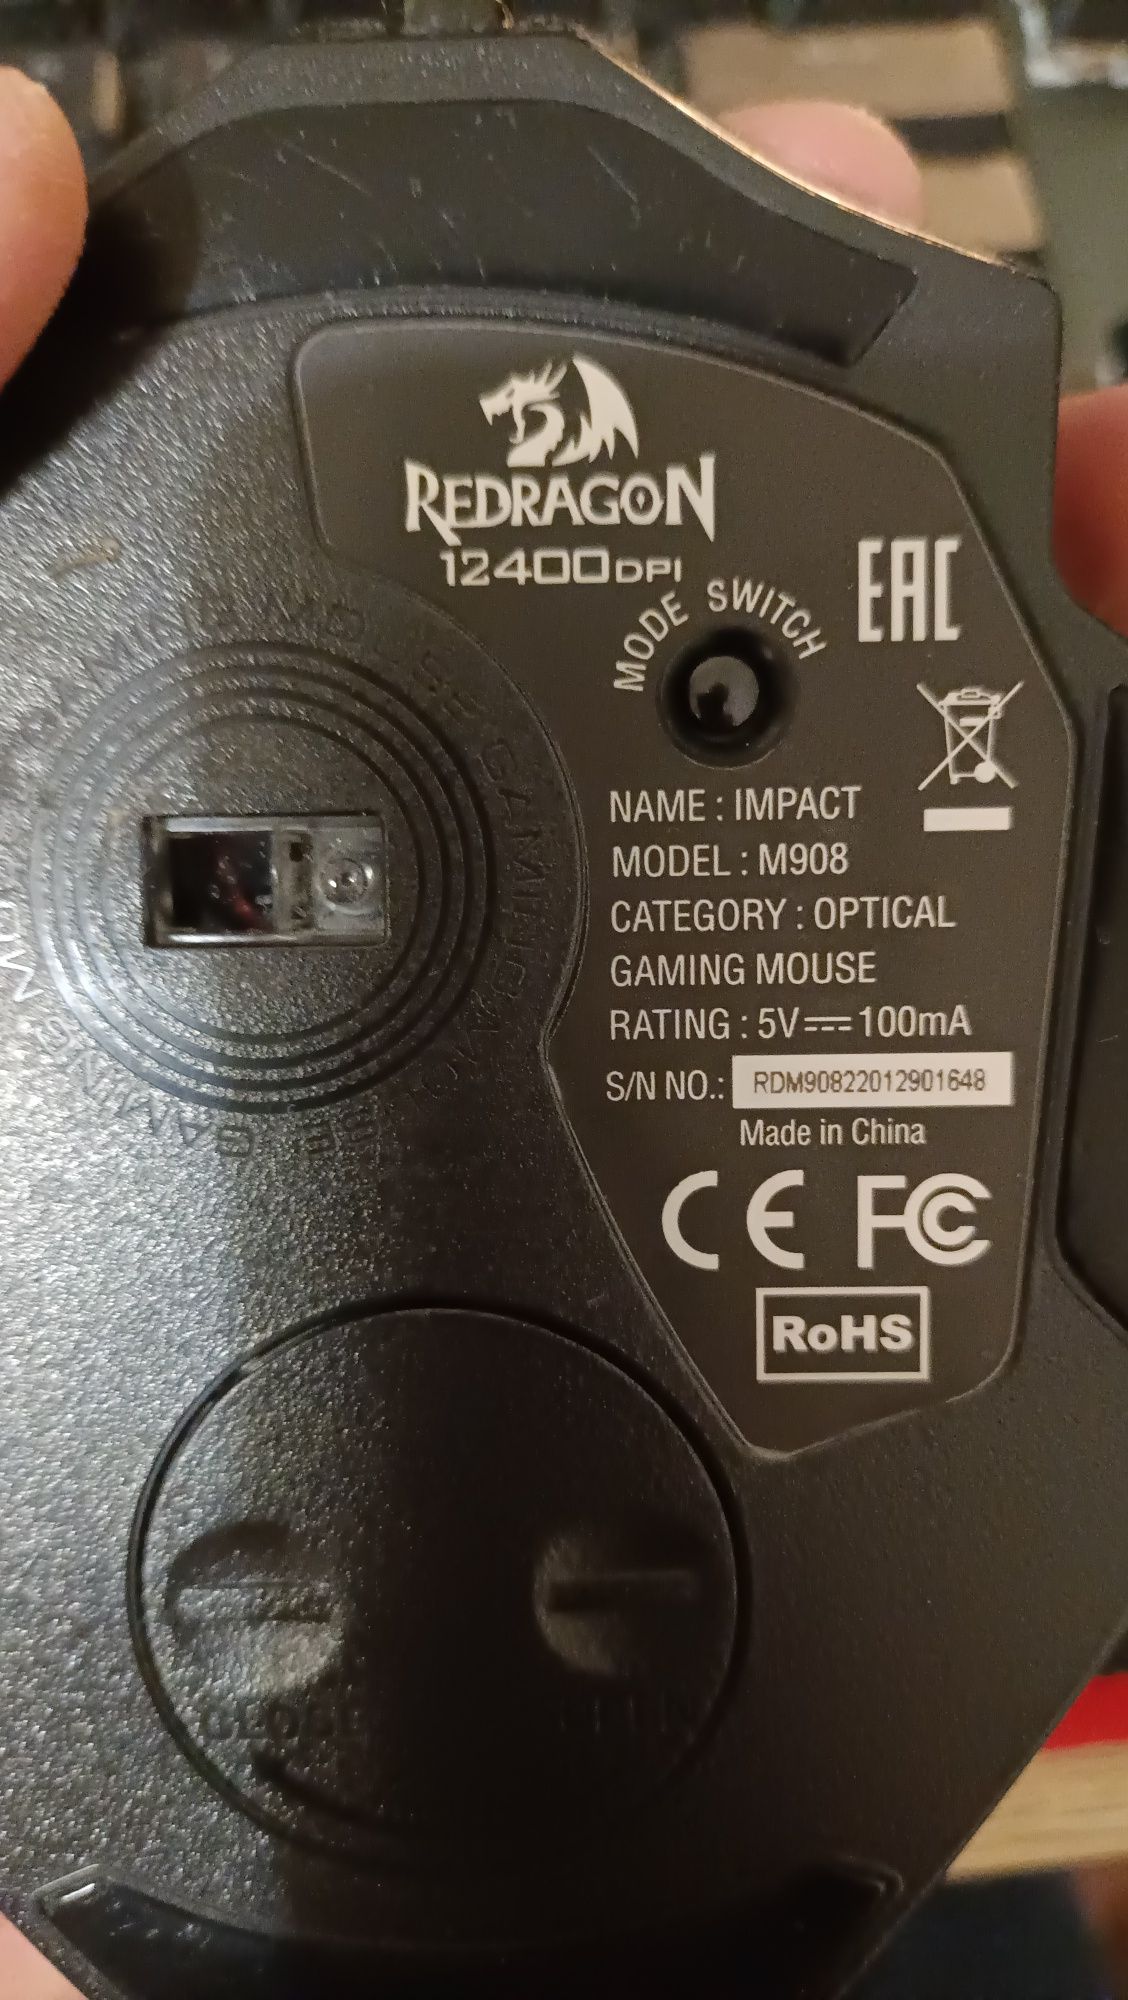 REDRAGON
12400DPI
MODE SWITCH
EAC
NAME : IMPACT
MODEL : M908
CATEGORY : OPTICAL
GAMING MOUSE
RATING : 5V⎓100mA
S/N NO.: RDM90822012901648
Made in China
CE FC
RoHS
CLOSE